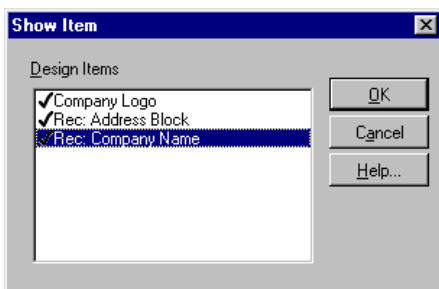 Show Item
Design Items
Company Logo
Rec: Address Block
Rec: Company Name
OK
Cancel
Help...